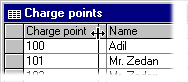 Charge points
Charge point Name
100 Adil
101 Mr. Zedan